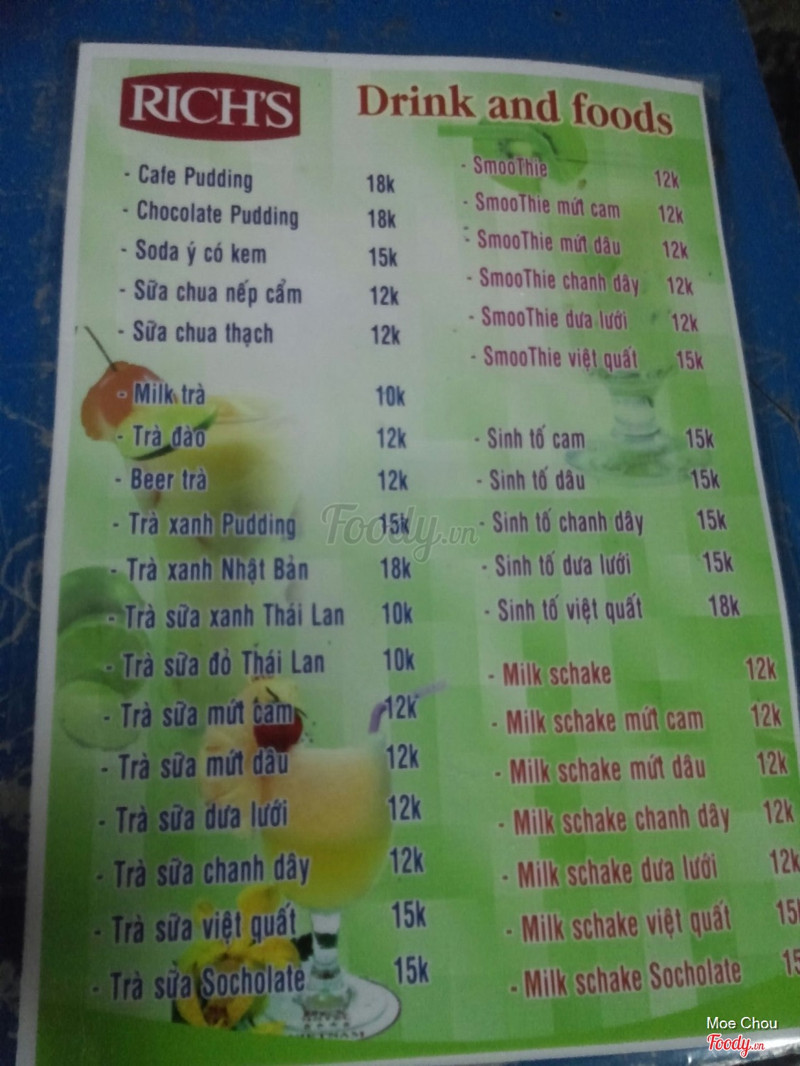 RICH'S
Drink and foods
- Cafe Pudding 18k
- Chocolate Pudding 18k
- Soda ý có kem 15k
- Sữa chua nếp cẩm 12k
- Sữa chua thạch 12k
- Milk trà 10k
- Trà đào 12k
- Beer trà 12k
- Trà xanh Pudding 15k
- Trà xanh Nhật Bản 18k
- Trà sữa xanh Thái Lan 10k
- Trà sữa đỏ Thái Lan 10k
- Trà sữa mứt cam 12k
- Trà sữa mứt dâu 12k
- Trà sữa dưa lưới 12k
- Trà sữa chanh dây 12k
- Trà sữa việt quất 15k
- Trà sữa Socholate 15k
- SmooThie 12k
- SmooThie mứt cam 12k
- SmooThie mứt dâu 12k
- SmooThie chanh dây 12k
- SmooThie dưa lưới 12k
- SmooThie việt quất 15k
- Sinh tố cam 15k
- Sinh tố dâu 15k
- Sinh tố chanh dây 15k
- Sinh tố dưa lưới 15k
- Sinh tố việt quất 18k
- Milk schake 12k
- Milk schake mứt cam 12k
- Milk schake mứt dâu 12k
- Milk schake chanh dây 12k
- Milk schake dưa lưới 12k
- Milk schake việt quất 15
- Milk schake Socholate 15
Foody.vn
VIETNAM
Moe Chou
Foody.vn